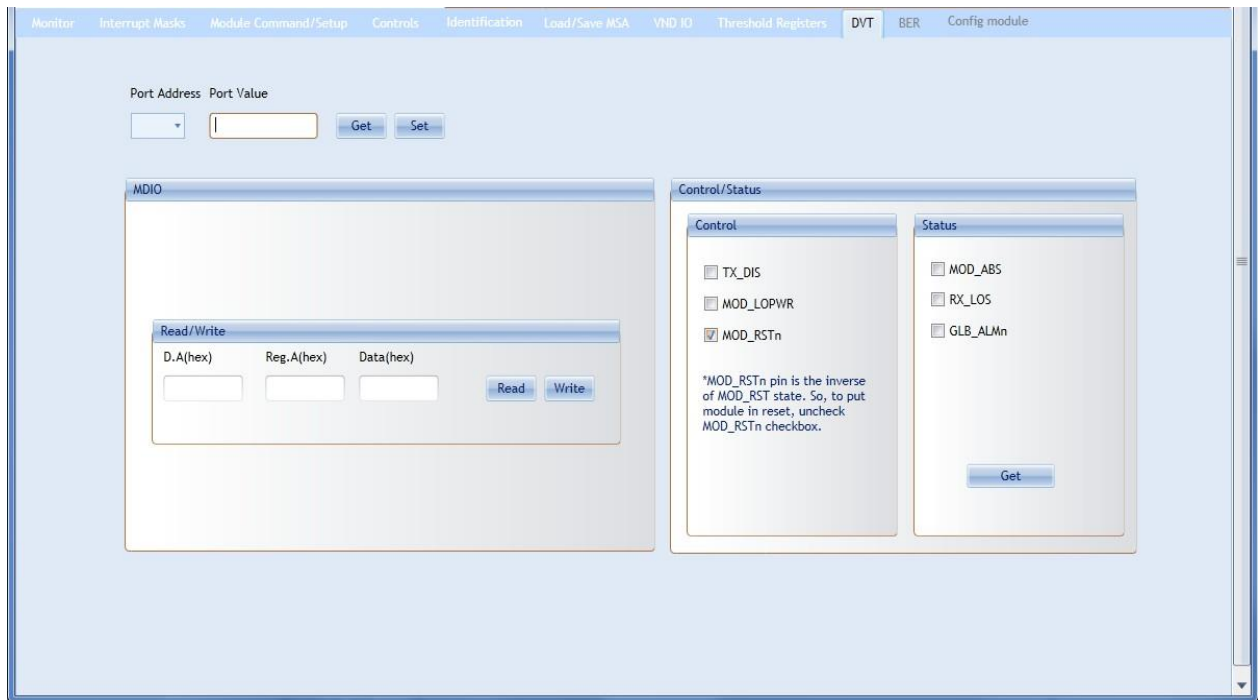 Monitor Interrupt Masks Module Command/Setup Controls Identification Load/Save MSA VND IO Threshold Registers DVT BER Config module
Port Address Port Value
Get Set
MDIO
Read/Write
D.A(hex) Reg.A(hex) Data(hex)
Read Write
Control/Status
Control
TX_DIS
MOD_LOPWR
MOD_RSTn
*MOD_RSTn pin is the inverse
of MOD_RST state. So, to put
module in reset, uncheck
MOD_RSTn checkbox.
Status
MOD_ABS
RX_LOS
GLB_ALMn
Get